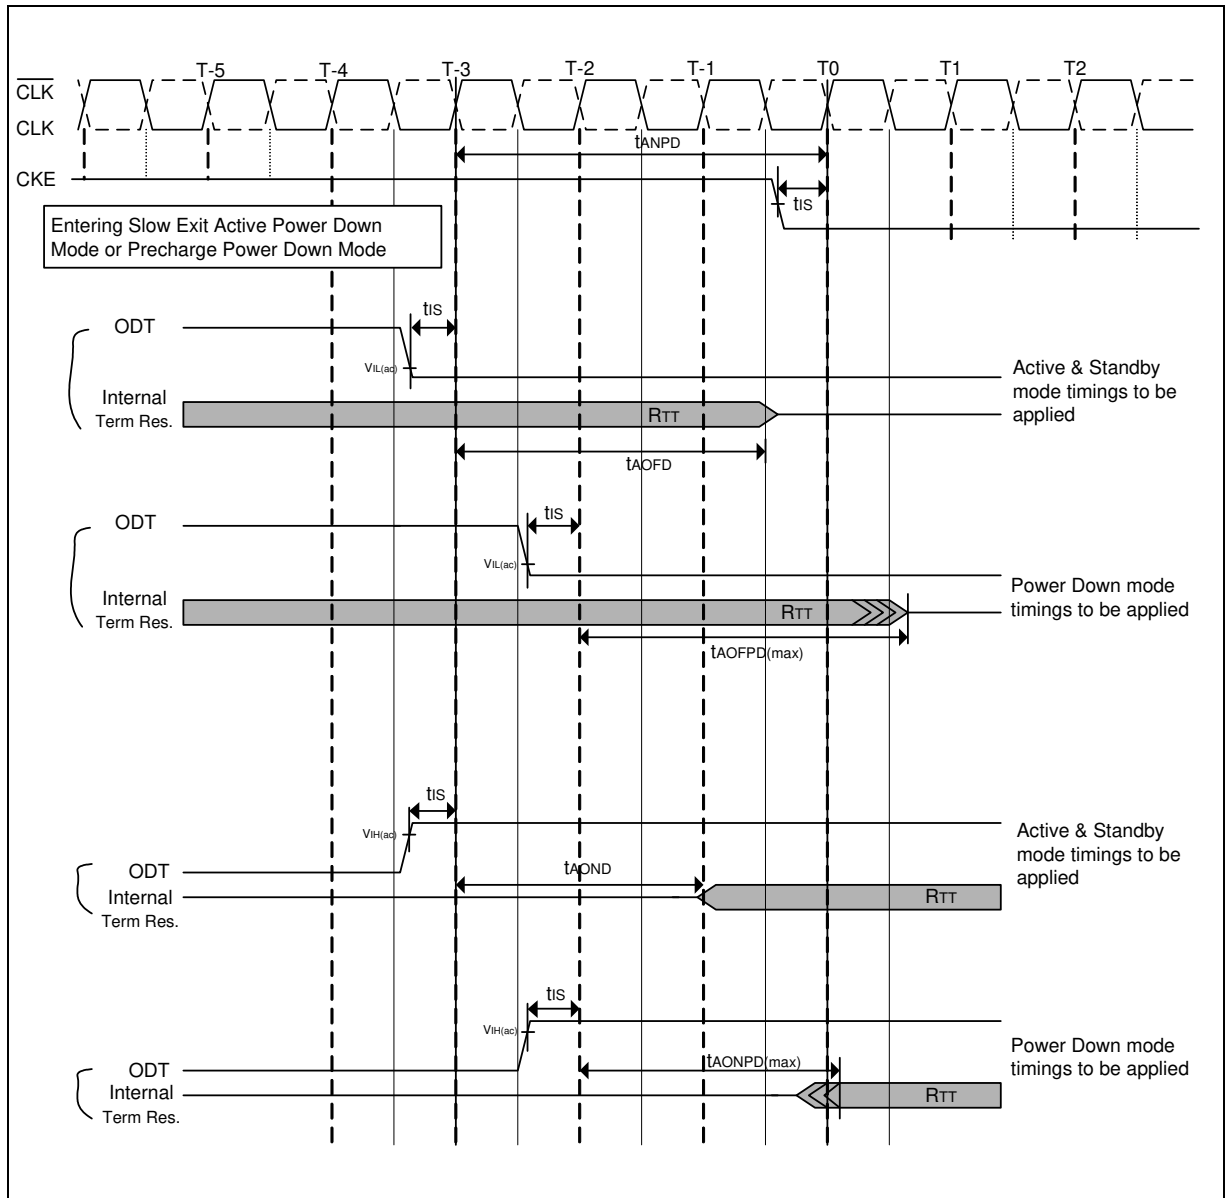 T-5 T-4 T-3 T-2 T-1 T0 T1 T2
CLK
CLK
tANPD
CKE
tIS
Entering Slow Exit Active Power Down
Mode or Precharge Power Down Mode
tIS
ODT
VIL(ac)
Active & Standby
mode timings to be
applied
Internal
Term Res.
RTT
tAOFD
tIS
ODT
VIL(ac)
Power Down mode
timings to be applied
Internal
Term Res.
RTT
tAOFPD(max)
tIS
VIH(ac)
Active & Standby
mode timings to be
applied
ODT
tAOND
Internal
Term Res.
RTT
tIS
VIH(ac)
Power Down mode
timings to be applied
ODT
tAONPD(max)
Internal
Term Res.
RTT